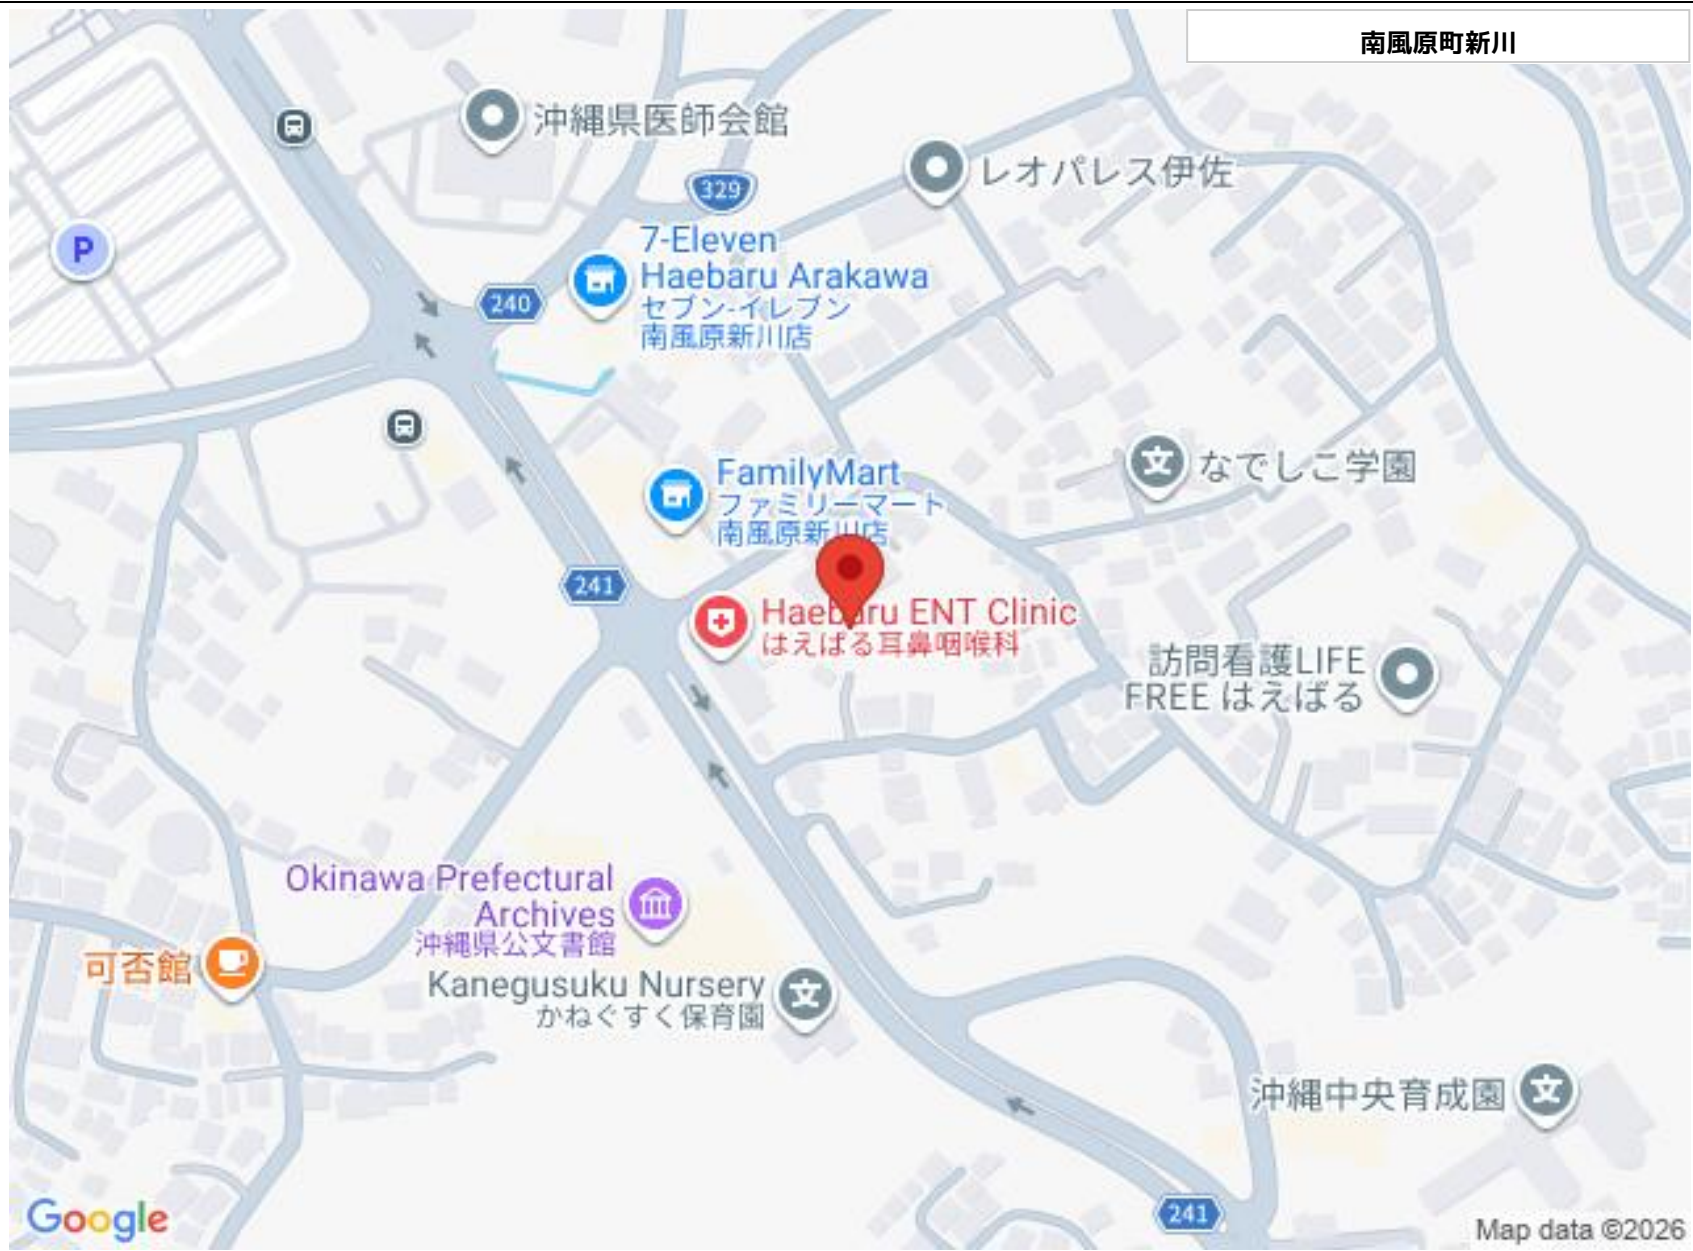 南風原町新川
沖縄県医師会館
レオパレス伊佐
329
7-Eleven
Haebaru Arakawa
セブン-イレブン
南風原新川店
P
240
なでしこ学園
FamilyMart
ファミリーマート
南風原新川店
241
Haebaru ENT Clinic
はえばる耳鼻咽喉科
訪問看護LIFE
FREE はえばる
Okinawa Prefectural
Archives
沖縄県公文書館
可否館
Kanegusuku Nursery
かねぐすく保育園
文
文
沖縄中央育成園
文
241
Google
Map data ©2026